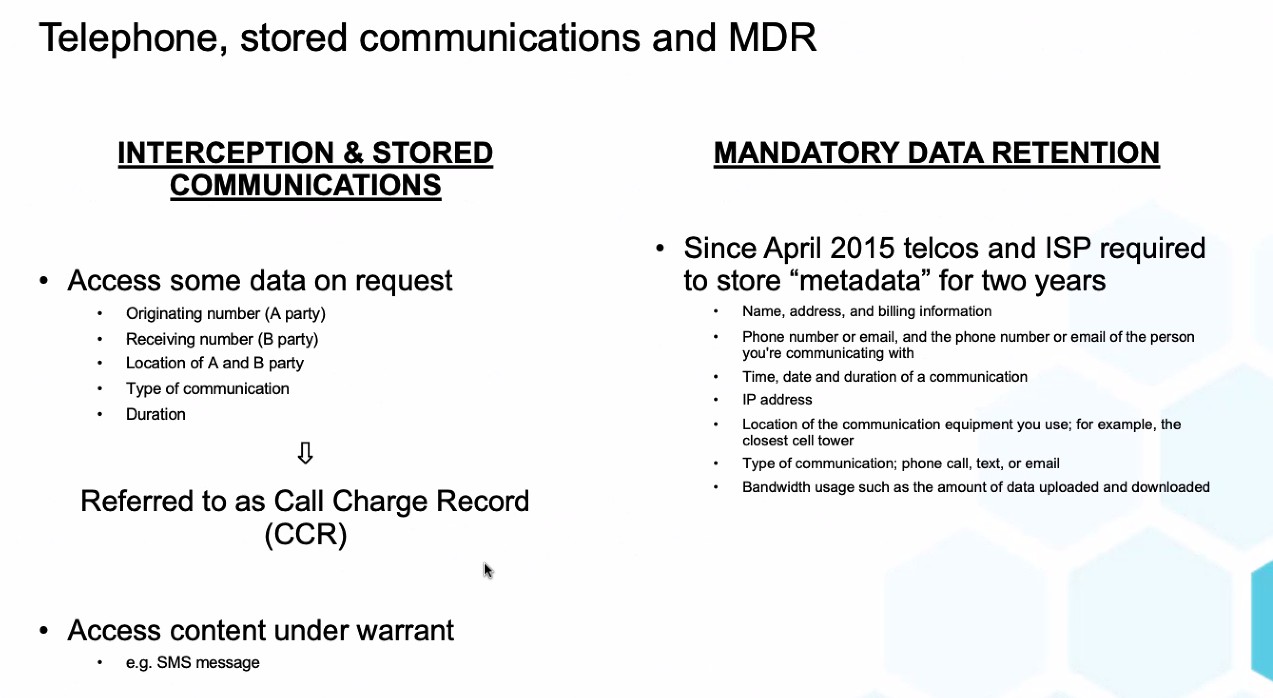 Telephone, stored communications and MDR
INTERCEPTION & STORED
COMMUNICATIONS
• Access some data on request
• Originating number (A party)
• Receiving number (B party)
• Location of A and B party
• Type of communication
• Duration
⇩
Referred to as Call Charge Record
(CCR)
• Access content under warrant
• e.g. SMS message
MANDATORY DATA RETENTION
• Since April 2015 telcos and ISP required
to store “metadata” for two years
• Name, address, and billing information
• Phone number or email, and the phone number or email of the person
you're communicating with
• Time, date and duration of a communication
• IP address
• Location of the communication equipment you use; for example, the
closest cell tower
• Type of communication; phone call, text, or email
• Bandwidth usage such as the amount of data uploaded and downloaded